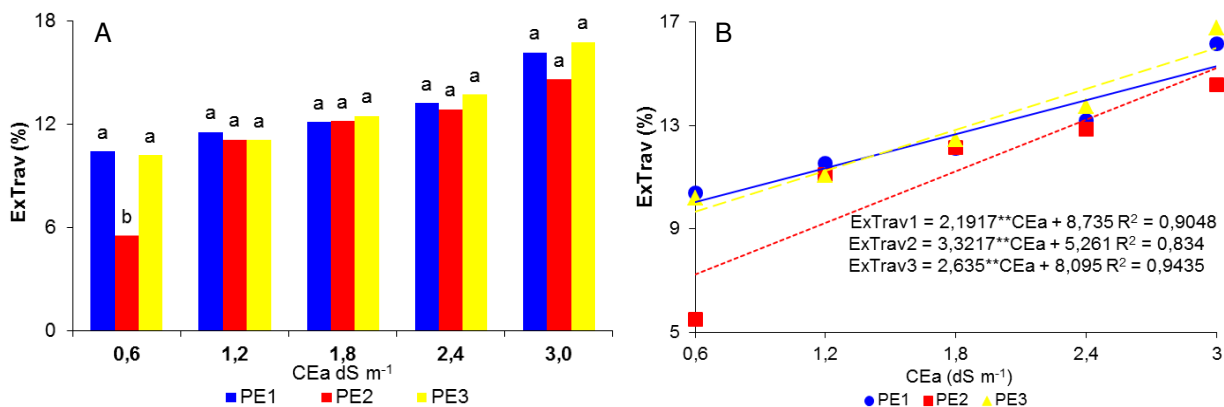 A
ExTrav (%)
18
12
6
0
a
a
b
a
a
a
a
a
a
a
a
a
a
a
a
0,6
1,2
1,8
2,4
3,0
CEa dS m⁻¹
PE1
PE2
PE3
B
ExTrav (%)
17
13
9
5
ExTrav1 = 2,1917**CEa + 8,735 R² = 0,9048
ExTrav2 = 3,3217**CEa + 5,261 R² = 0,834
ExTrav3 = 2,635**CEa + 8,095 R² = 0,9435
0,6
1,2
1,8
2,4
3
CEa (dS m⁻¹)
PE1
PE2
PE3